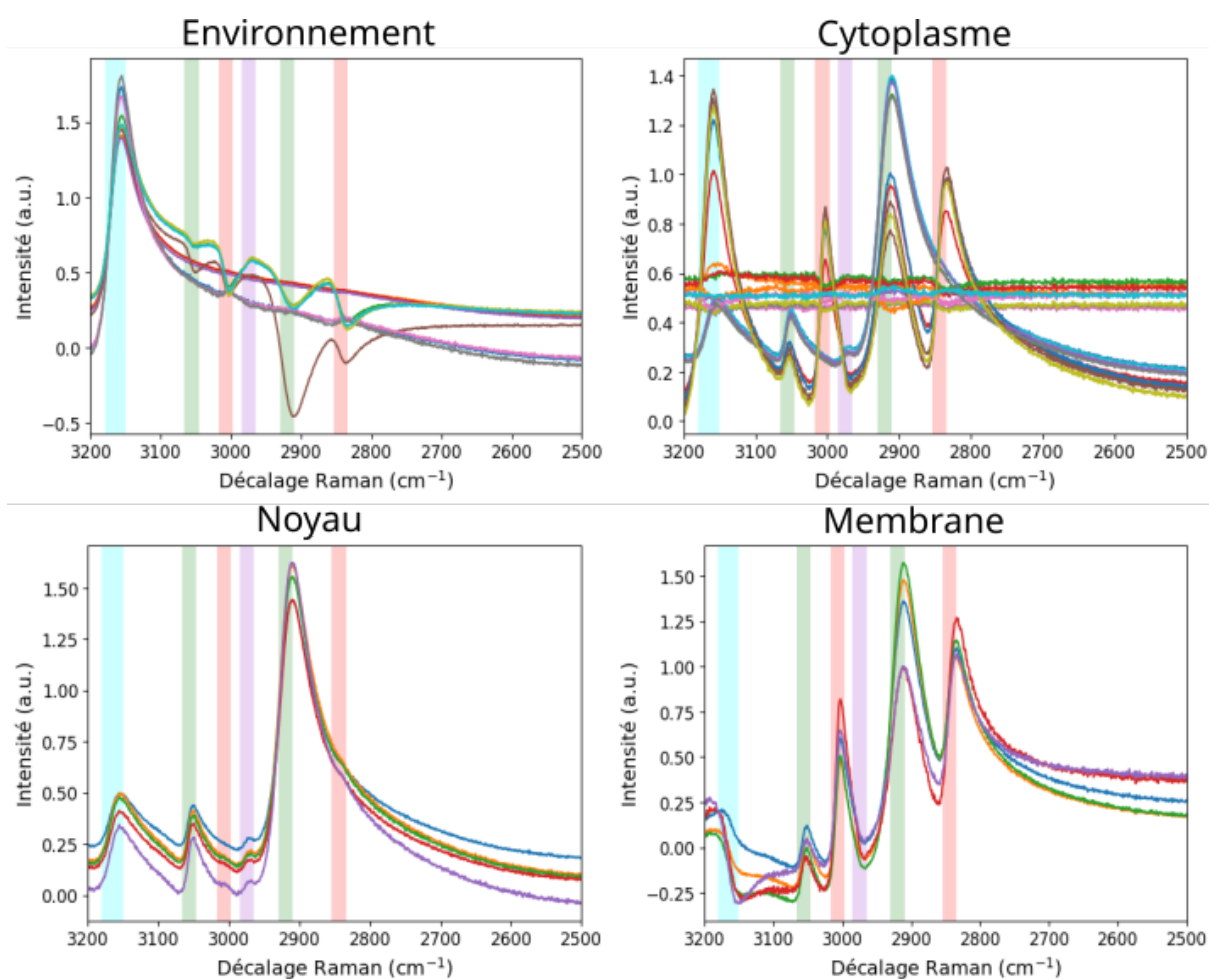 Environnement
Intensité (a.u.)
1.5
1.0
0.5
0.0
−0.5
3200 3100 3000 2900 2800 2700 2600 2500
Décalage Raman (cm⁻¹)
Cytoplasme
Intensité (a.u.)
1.4
1.2
1.0
0.8
0.6
0.4
0.2
0.0
3200 3100 3000 2900 2800 2700 2600 2500
Décalage Raman (cm⁻¹)
Noyau
Intensité (a.u.)
1.50
1.25
1.00
0.75
0.50
0.25
0.00
3200 3100 3000 2900 2800 2700 2600 2500
Décalage Raman (cm⁻¹)
Membrane
Intensité (a.u.)
1.50
1.25
1.00
0.75
0.50
0.25
0.00
−0.25
3200 3100 3000 2900 2800 2700 2600 2500
Décalage Raman (cm⁻¹)